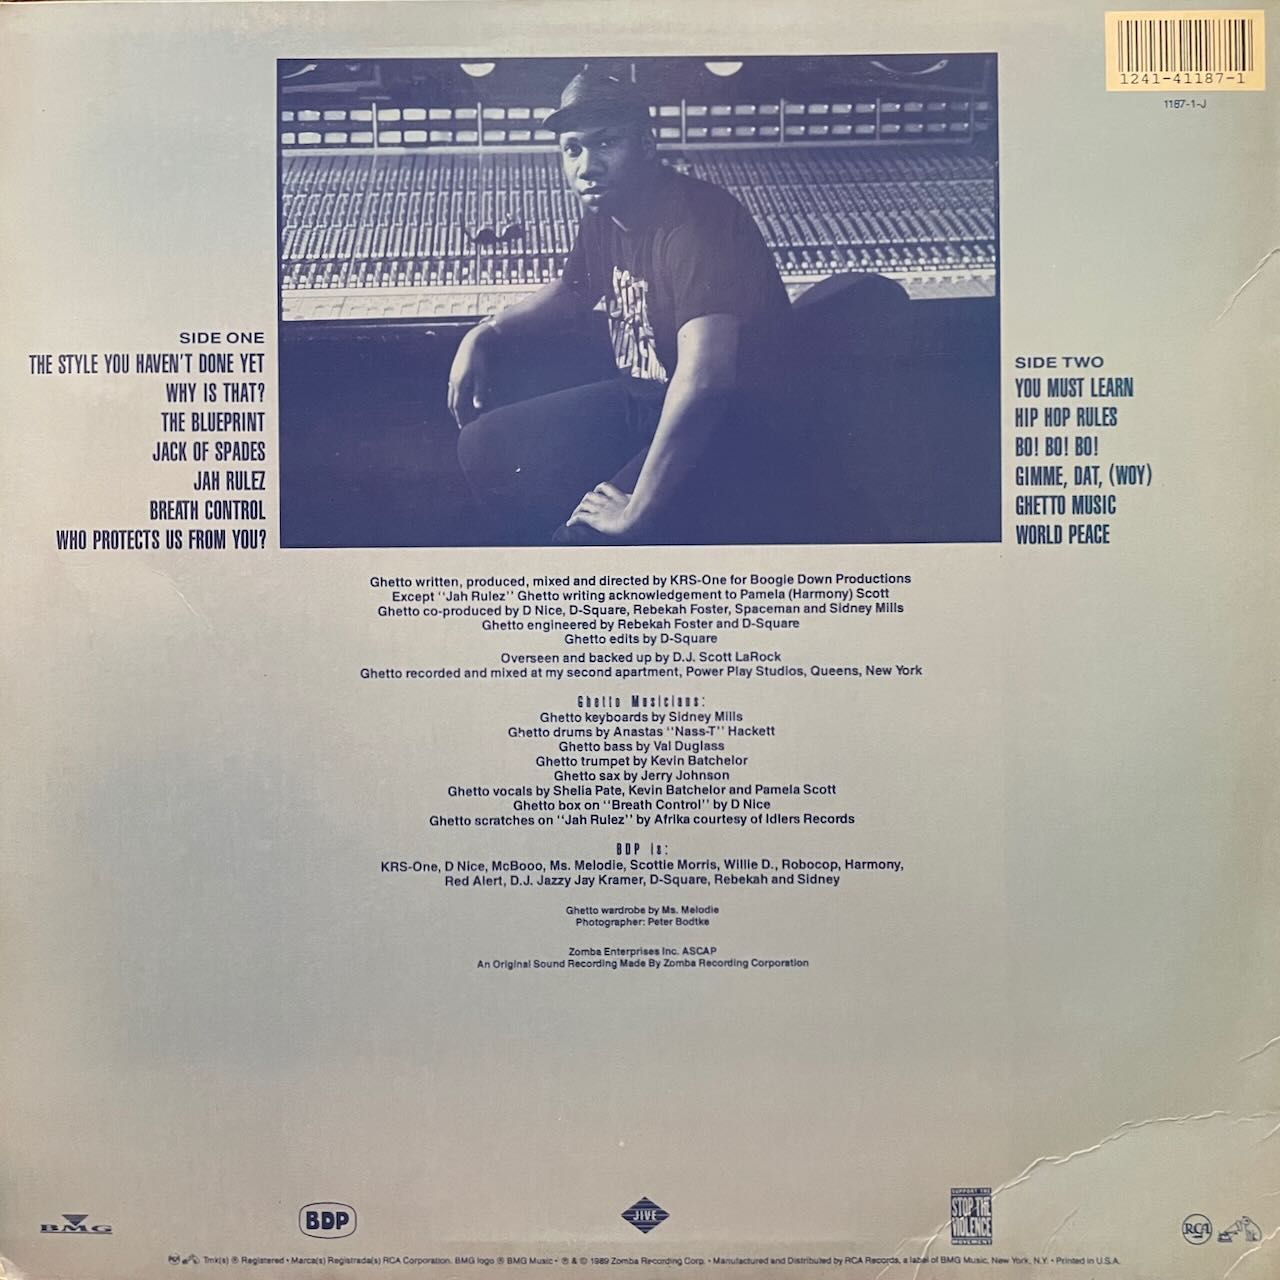 1241-41187-1
1187-1-J
SIDE ONE
THE STYLE YOU HAVEN'T DONE YET
WHY IS THAT?
THE BLUEPRINT
JACK OF SPADES
JAH RULEZ
BREATH CONTROL
WHO PROTECTS US FROM YOU?
SIDE TWO
YOU MUST LEARN
HIP HOP RULES
BO! BO! BO!
GIMME, DAT, (WOY)
GHETTO MUSIC
WORLD PEACE
Ghetto written, produced, mixed and directed by KRS-One for Boogie Down Productions
Except "Jah Rulez" Ghetto writing acknowledgement to Pamela (Harmony) Scott
Ghetto co-produced by D Nice, D-Square, Rebekah Foster, Spaceman and Sidney Mills
Ghetto engineered by Rebekah Foster and D-Square
Ghetto edits by D-Square
Overseen and backed up by D.J. Scott LaRock
Ghetto recorded and mixed at my second apartment, Power Play Studios, Queens, New York
Ghetto Musicians:
Ghetto keyboards by Sidney Mills
Ghetto drums by Anastas "Nass-T" Hackett
Ghetto bass by Val Duglass
Ghetto trumpet by Kevin Batchelor
Ghetto sax by Jerry Johnson
Ghetto vocals by Shelia Pate, Kevin Batchelor and Pamela Scott
Ghetto box on "Breath Control" by D Nice
Ghetto scratches on "Jah Rulez" by Afrika courtesy of Idlers Records
BDP is:
KRS-One, D Nice, McBooo, Ms. Melodie, Scottie Morris, Willie D., Robocop, Harmony,
Red Alert, D.J. Jazzy Jay Kramer, D-Square, Rebekah and Sidney
Ghetto wardrobe by Ms. Melodie
Photographer: Peter Bodtke
Zomba Enterprises Inc. ASCAP
An Original Sound Recording Made By Zomba Recording Corporation
BMG
BDP
JIVE
SUPPORT THE
STOP THE
VIOLENCE
MOVEMENT
RCA
Tmk(s) ® Registered • Marca(s) Registrada(s) RCA Corporation. BMG logo ® BMG Music • ℗ & © 1989 Zomba Recording Corp. • Manufactured and Distributed by RCA Records, a label of BMG Music, New York, N.Y. • Printed in U.S.A.